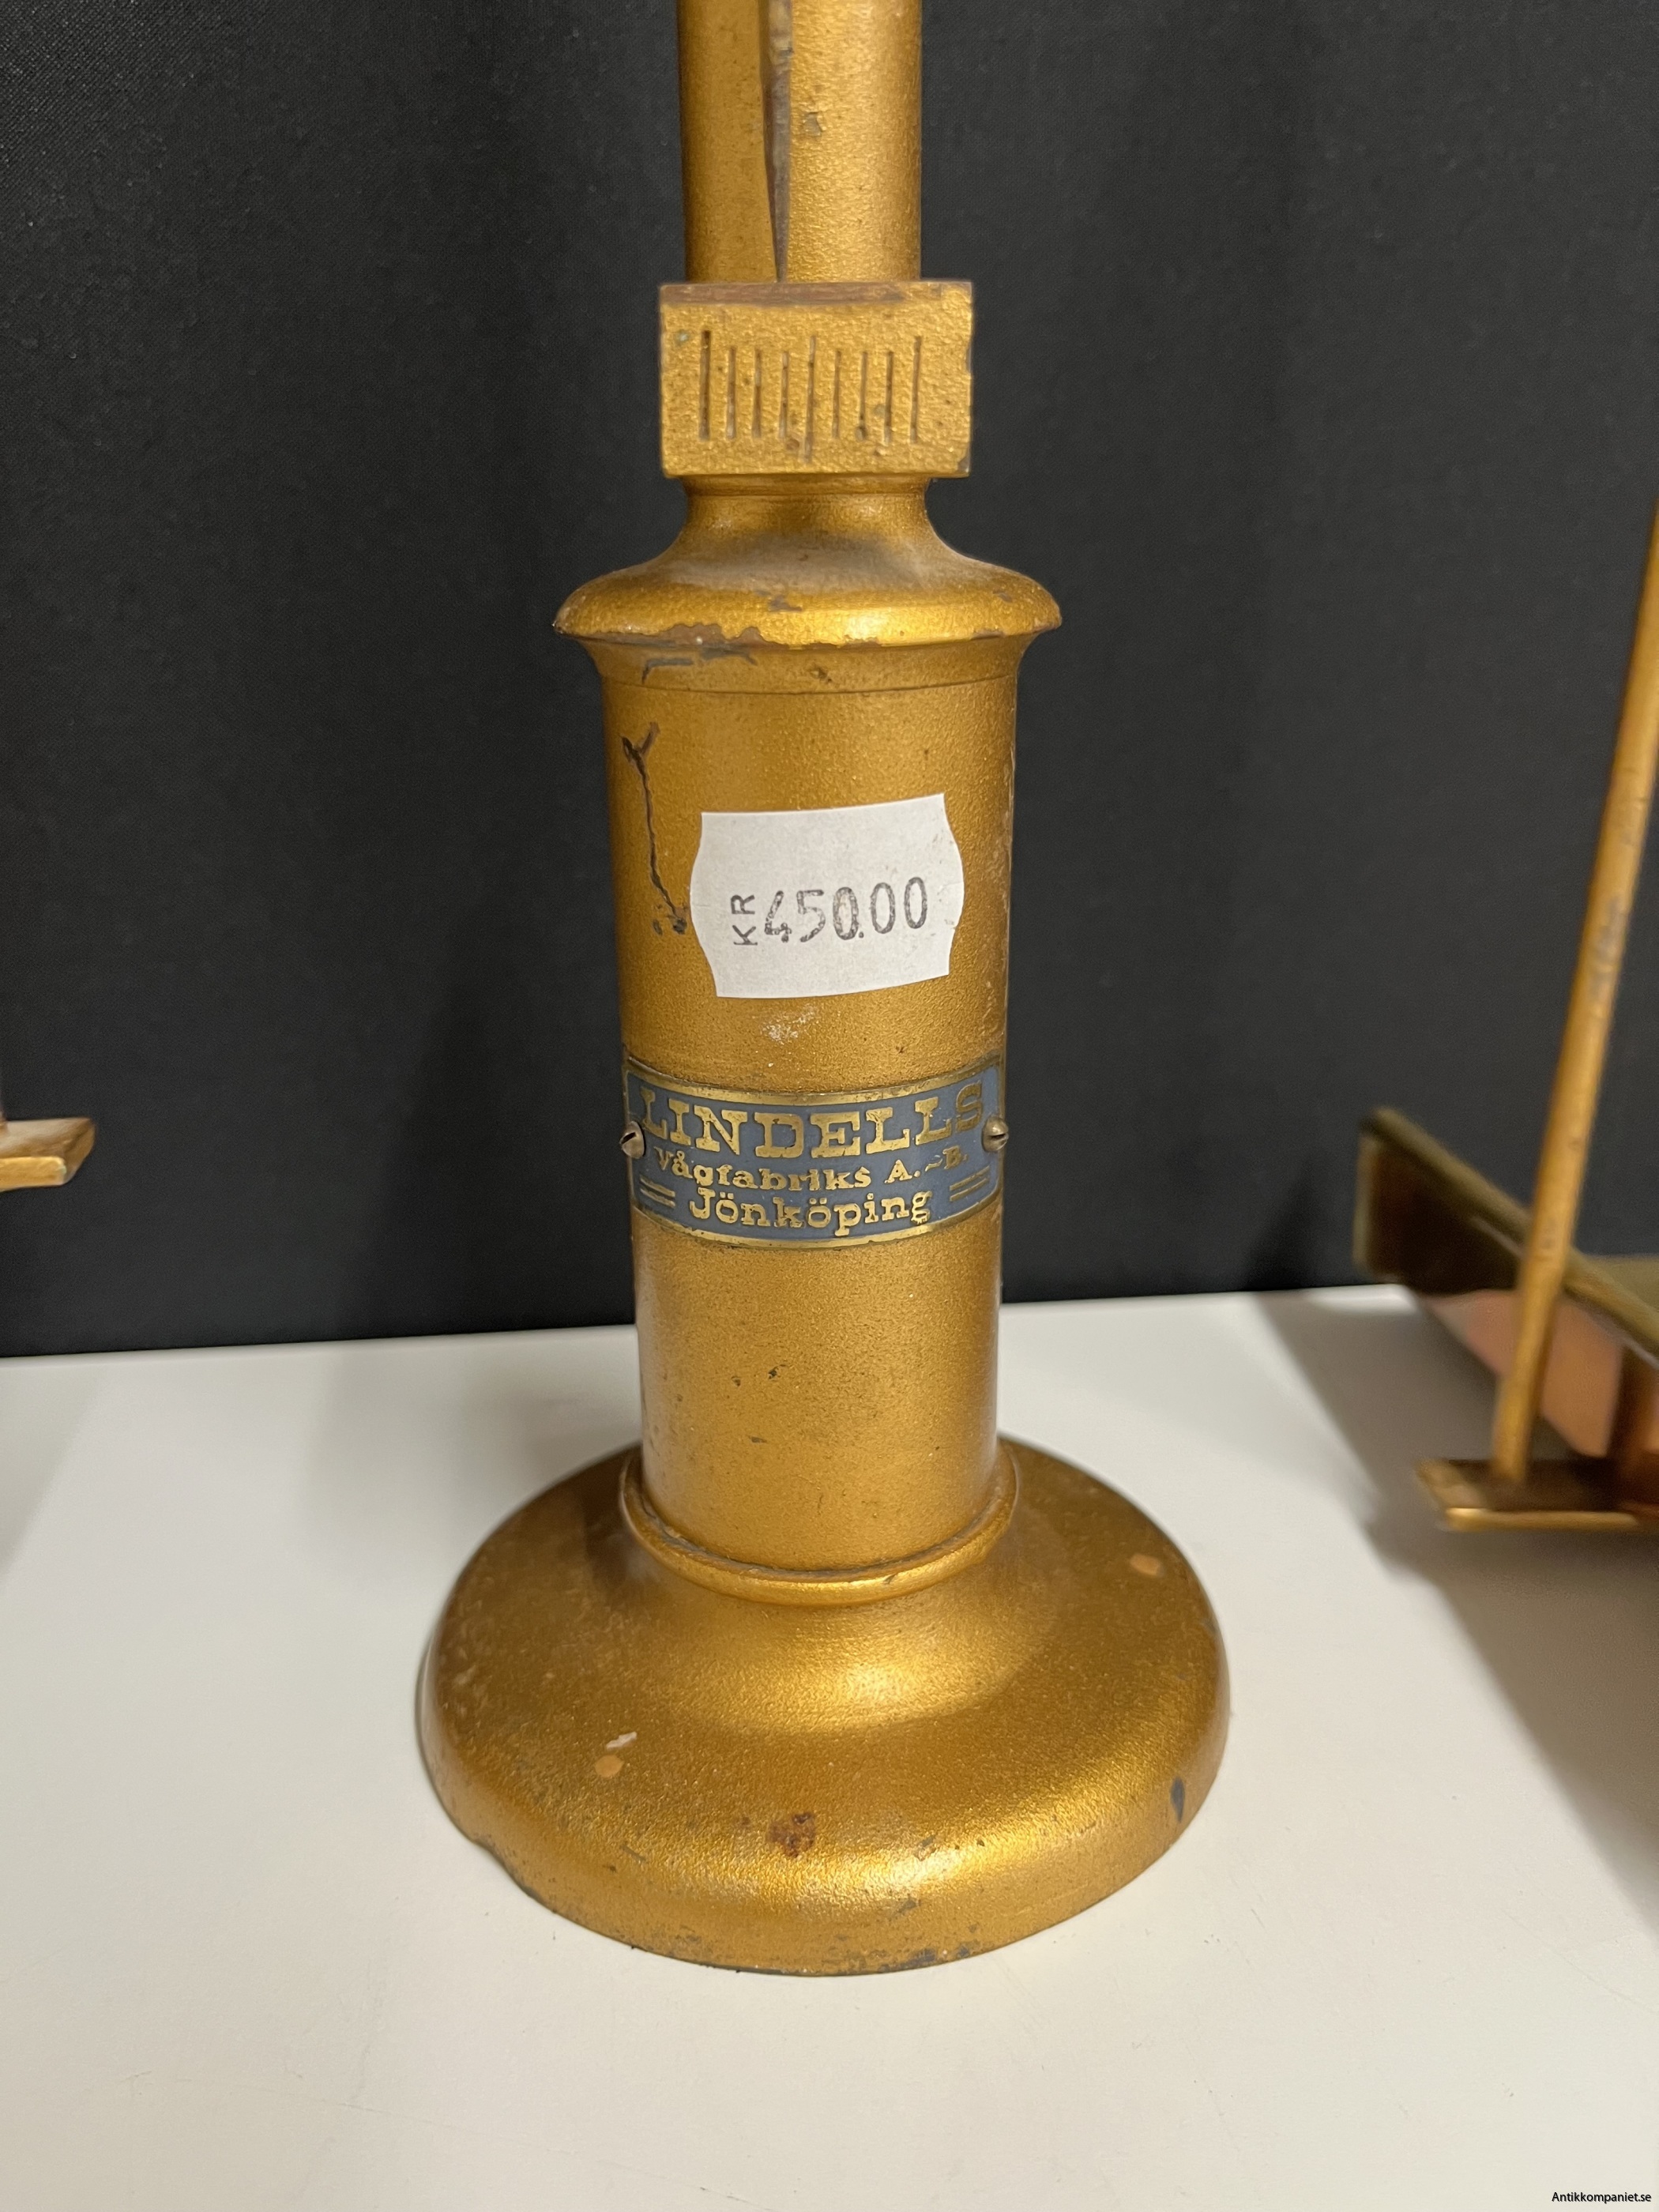 KR 450.00
LINDELLS
Vågfabriks A.-B.
Jönköping
Antikkompaniet.se